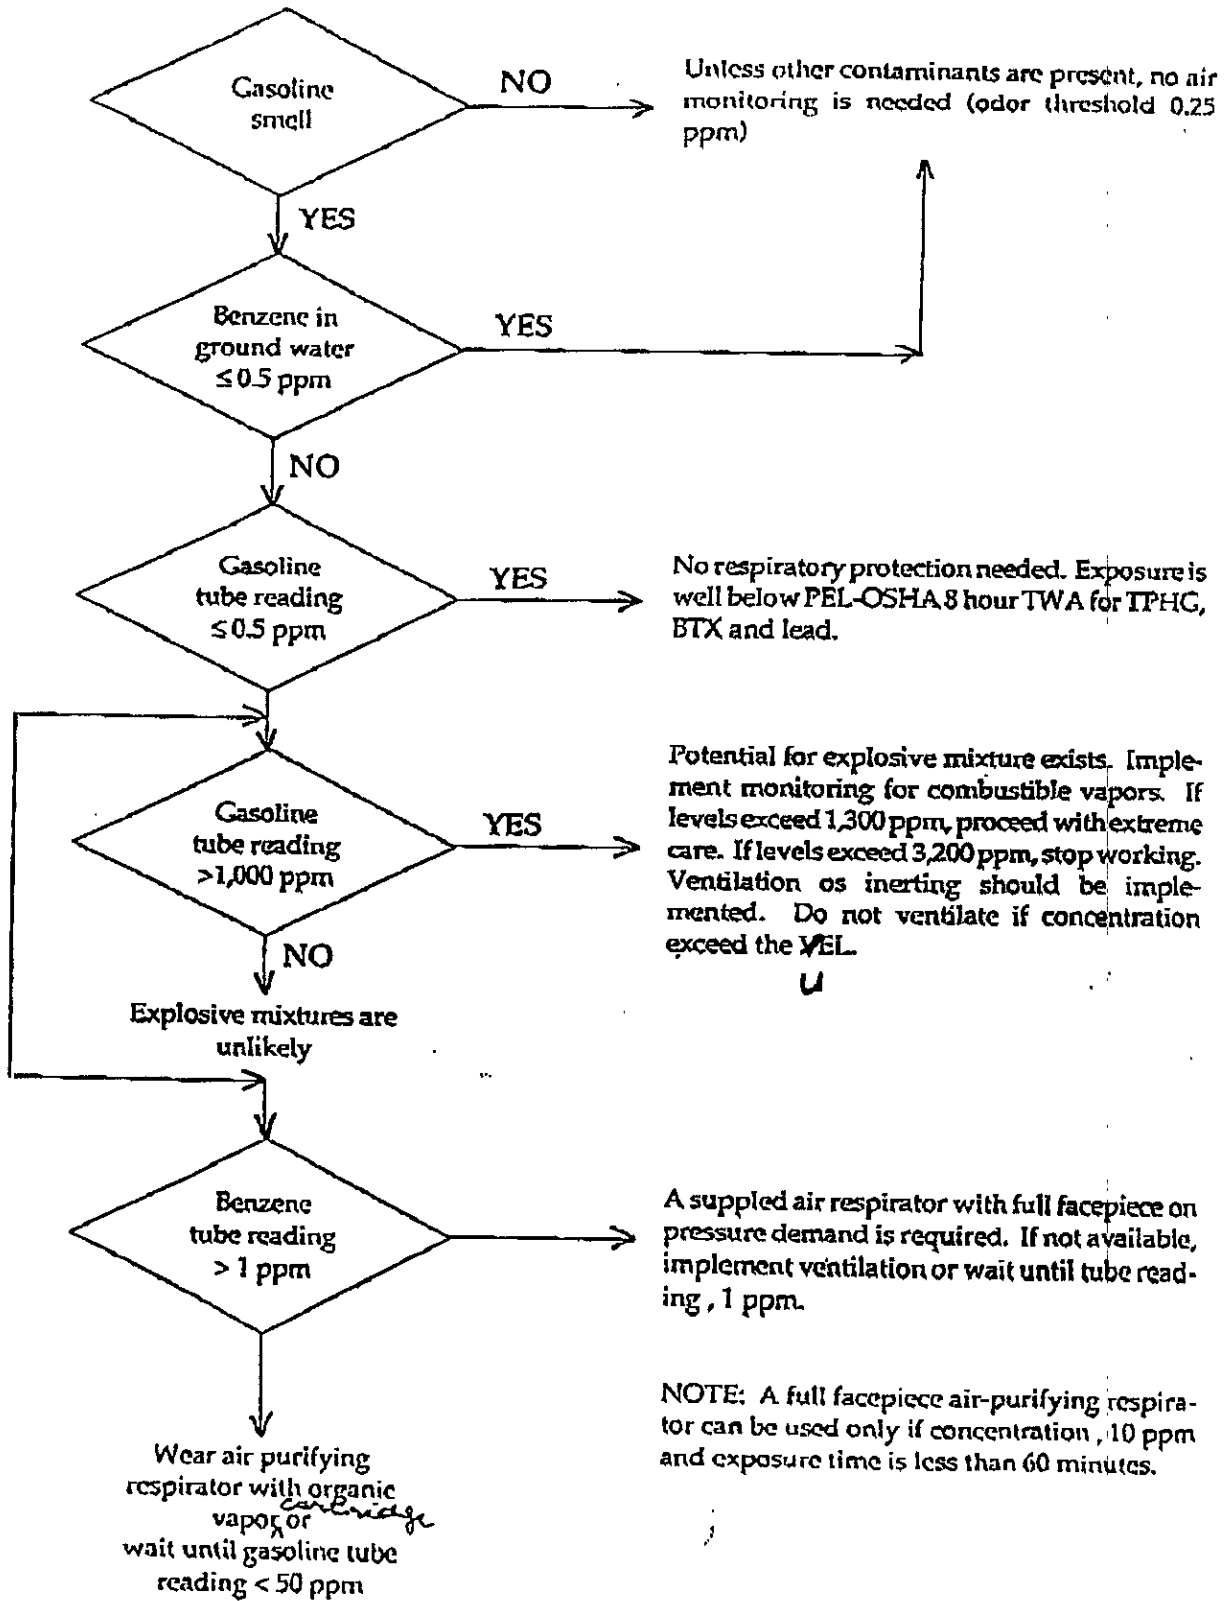 Gasoline
smell
NO
Unless other contaminants are present, no air
monitoring is needed (odor threshold 0.25
ppm)
YES
Benzene in
ground water
≤ 0.5 ppm
YES
NO
Gasoline
tube reading
≤ 0.5 ppm
YES
No respiratory protection needed. Exposure is
well below PEL-OSHA 8 hour TWA for TPHG,
BTX and lead.
Gasoline
tube reading
>1,000 ppm
YES
Potential for explosive mixture exists. Imple-
ment monitoring for combustible vapors. If
levels exceed 1,300 ppm, proceed with extreme
care. If levels exceed 3,200 ppm, stop working.
Ventilation os inerting should be imple-
mented. Do not ventilate if concentration
exceed the VEL.
u
NO
Explosive mixtures are
unlikely
Benzene
tube reading
> 1 ppm
A suppled air respirator with full facepiece on
pressure demand is required. If not available,
implement ventilation or wait until tube read-
ing , 1 ppm.
NOTE: A full facepiece air-purifying respira-
tor can be used only if concentration , 10 ppm
and exposure time is less than 60 minutes.
Wear air purifying
respirator with organic
vapor cartridge or
wait until gasoline tube
reading < 50 ppm